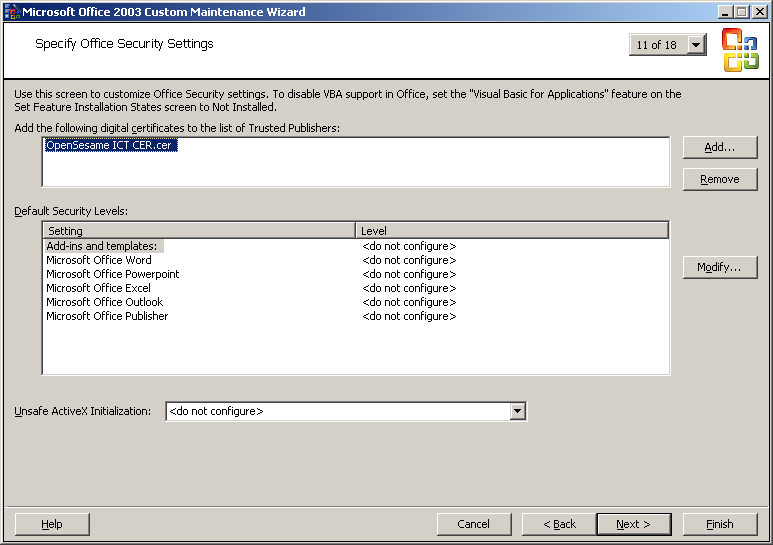 Microsoft Office 2003 Custom Maintenance Wizard
Specify Office Security Settings
11 of 18
Use this screen to customize Office Security settings. To disable VBA support in Office, set the "Visual Basic for Applications" feature on the
Set Feature Installation States screen to Not Installed.
Add the following digital certificates to the list of Trusted Publishers:
OpenSesame ICT CER.cer
Add...
Remove
Default Security Levels:
Setting Level
Add-ins and templates: <do not configure>
Microsoft Office Word <do not configure>
Microsoft Office Powerpoint <do not configure>
Modify...
Microsoft Office Excel <do not configure>
Microsoft Office Outlook <do not configure>
Microsoft Office Publisher <do not configure>
Unsafe ActiveX Initialization: <do not configure>
Help Cancel < Back Next > Finish